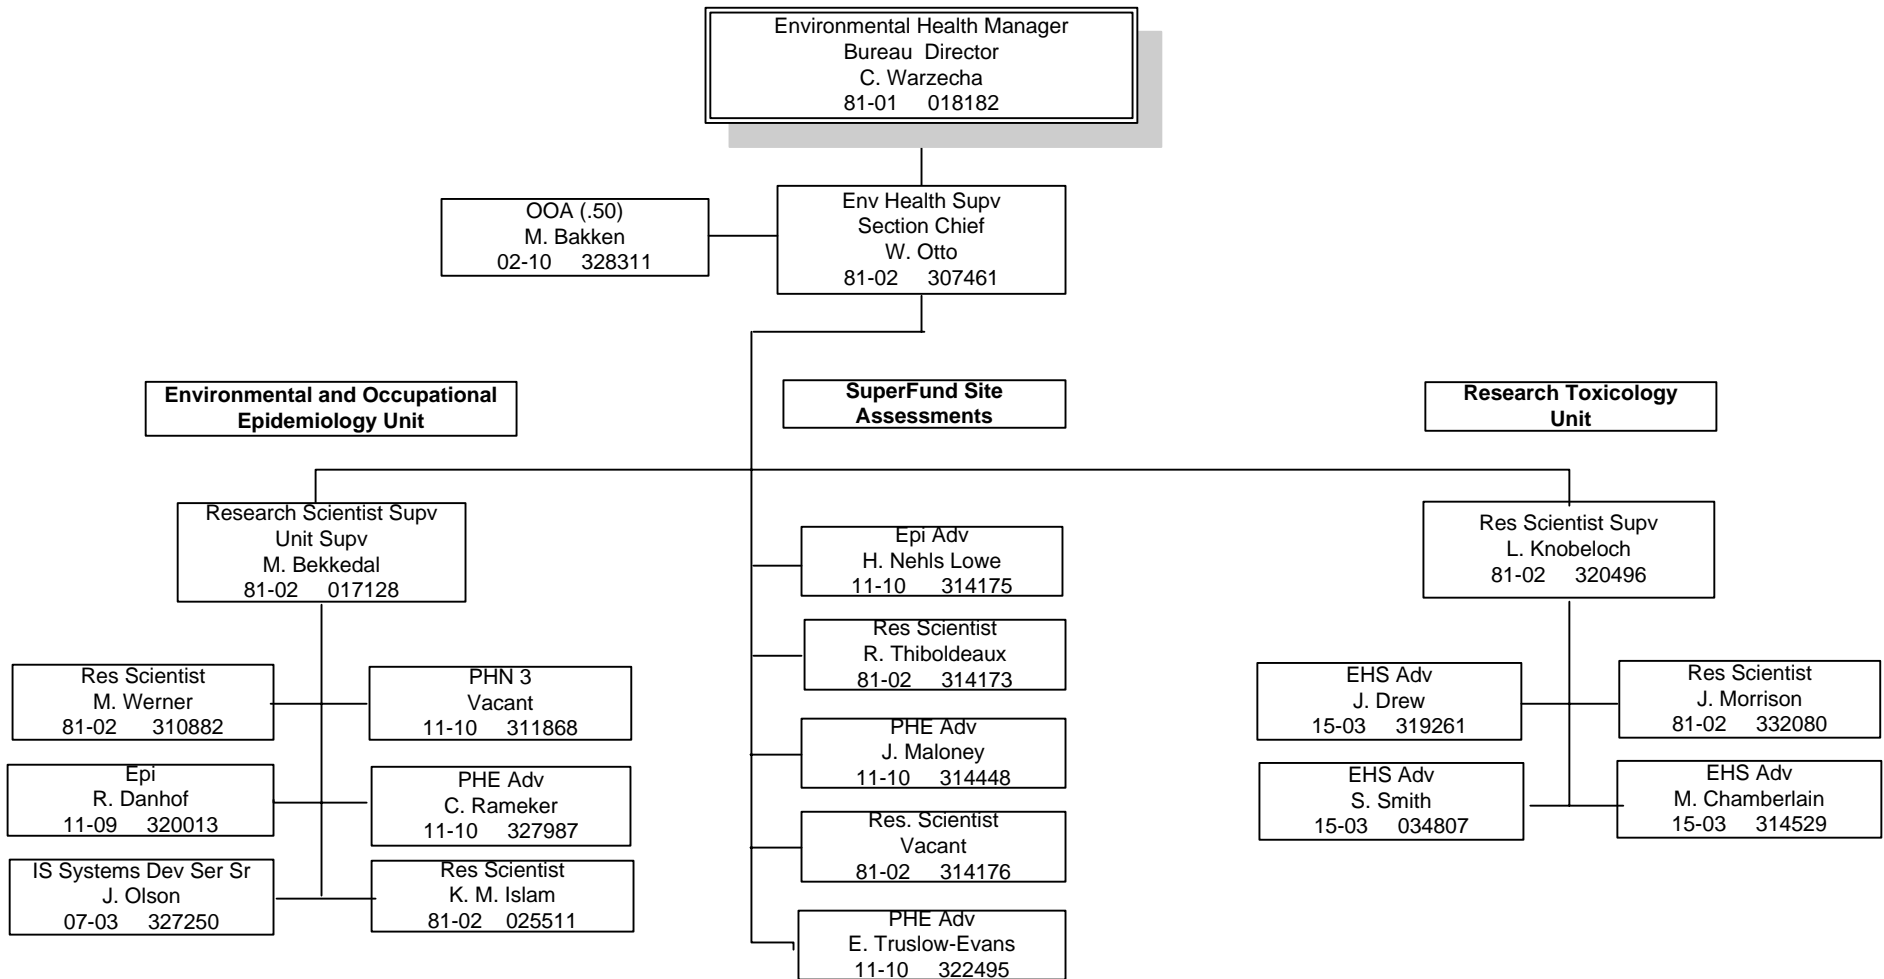 Environmental Health Manager
Bureau Director
C. Warzecha
81-01 018182
OOA (.50)
M. Bakken
02-10 328311
Env Health Supv
Section Chief
W. Otto
81-02 307461
Environmental and Occupational
Epidemiology Unit
SuperFund Site
Assessments
Research Toxicology
Unit
Research Scientist Supv
Unit Supv
M. Bekkedal
81-02 017128
Res Scientist
M. Werner
81-02 310882
PHN 3
Vacant
11-10 311868
Epi
R. Danhof
11-09 320013
PHE Adv
C. Rameker
11-10 327987
IS Systems Dev Ser Sr
J. Olson
07-03 327250
Res Scientist
K. M. Islam
81-02 025511
Epi Adv
H. Nehls Lowe
11-10 314175
Res Scientist
R. Thiboldeaux
81-02 314173
PHE Adv
J. Maloney
11-10 314448
Res. Scientist
Vacant
81-02 314176
PHE Adv
E. Truslow-Evans
11-10 322495
Res Scientist Supv
L. Knobeloch
81-02 320496
EHS Adv
J. Drew
15-03 319261
Res Scientist
J. Morrison
81-02 332080
EHS Adv
S. Smith
15-03 034807
EHS Adv
M. Chamberlain
15-03 314529